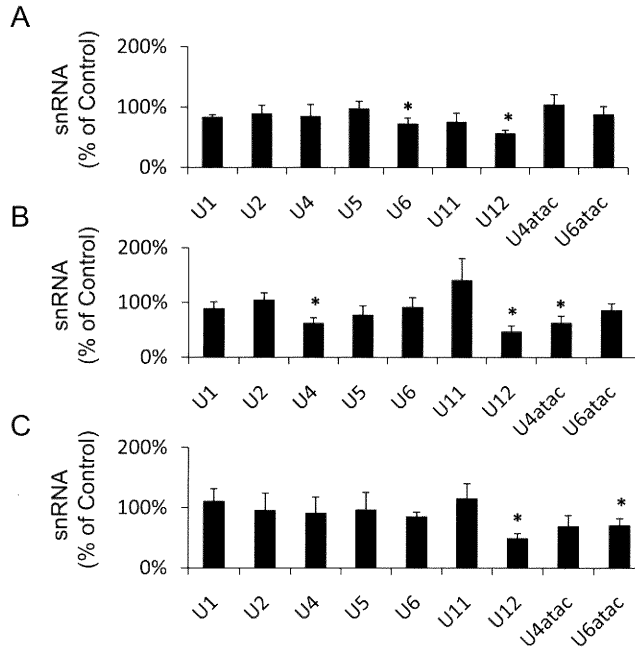 A
snRNA
(% of Control)
200%
100%
0%
* *
U1 U2 U4 U5 U6 U11 U12 U4atac U6atac
B
snRNA
(% of Control)
200%
100%
0%
* * *
U1 U2 U4 U5 U6 U11 U12 U4atac U6atac
C
snRNA
(% of Control)
200%
100%
0%
* *
U1 U2 U4 U5 U6 U11 U12 U4atac U6atac